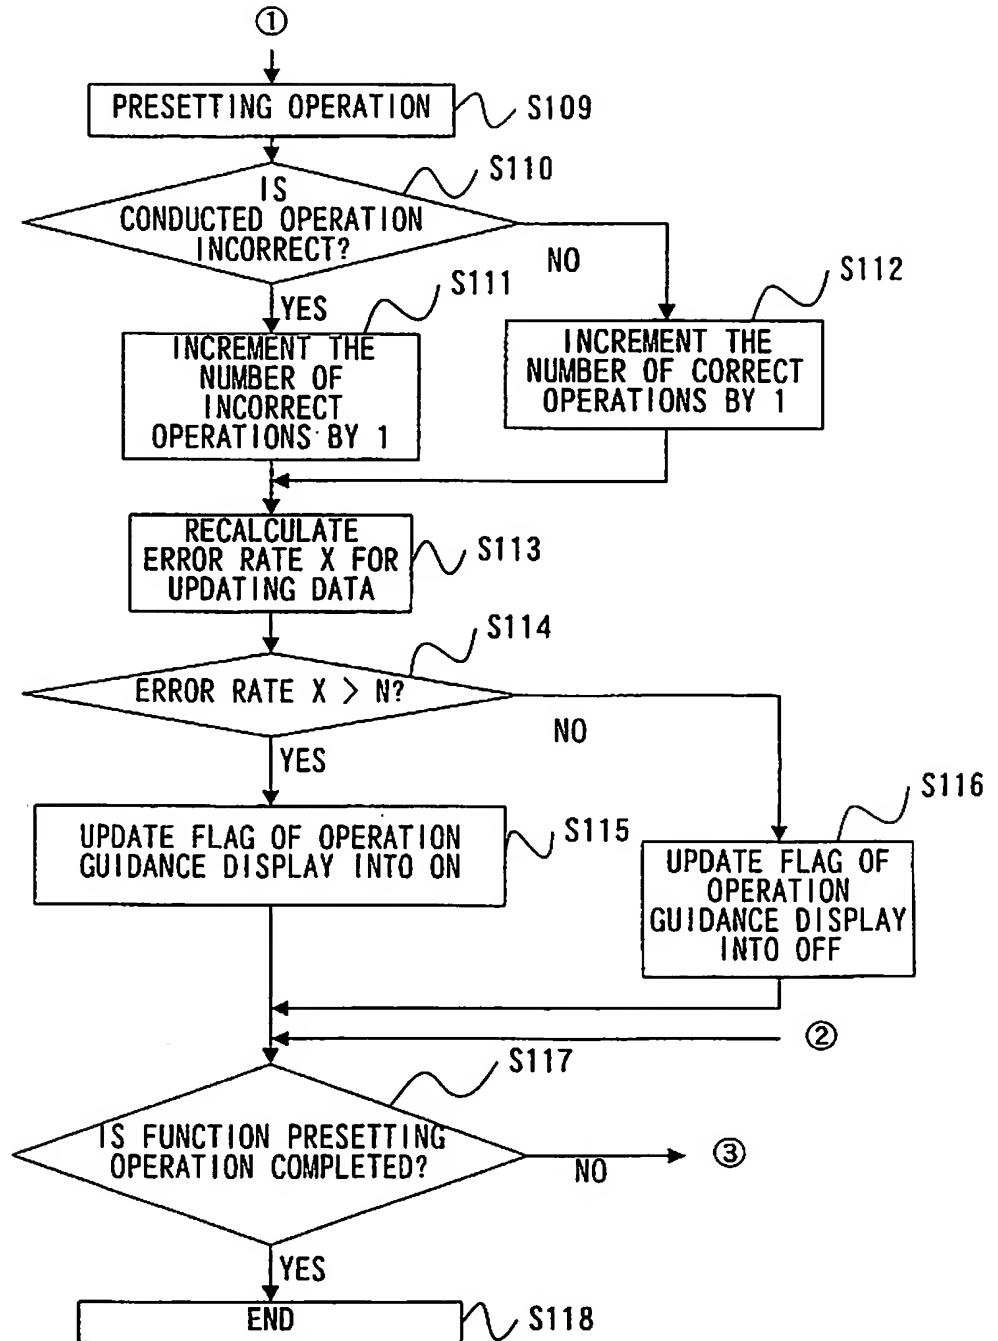 ①
PRESETTING OPERATION
S109
S110
IS
CONDUCTED OPERATION
INCORRECT?
NO
YES
S111
S112
INCREMENT THE
NUMBER OF
INCORRECT
OPERATIONS BY 1
INCREMENT THE
NUMBER OF CORRECT
OPERATIONS BY 1
RECALCULATE
ERROR RATE X FOR
UPDATING DATA
S113
S114
ERROR RATE X > N?
NO
YES
S115
S116
UPDATE FLAG OF OPERATION
GUIDANCE DISPLAY INTO ON
UPDATE FLAG OF
OPERATION
GUIDANCE DISPLAY
INTO OFF
②
S117
IS FUNCTION PRESETTING
OPERATION COMPLETED?
NO
③
YES
END
S118